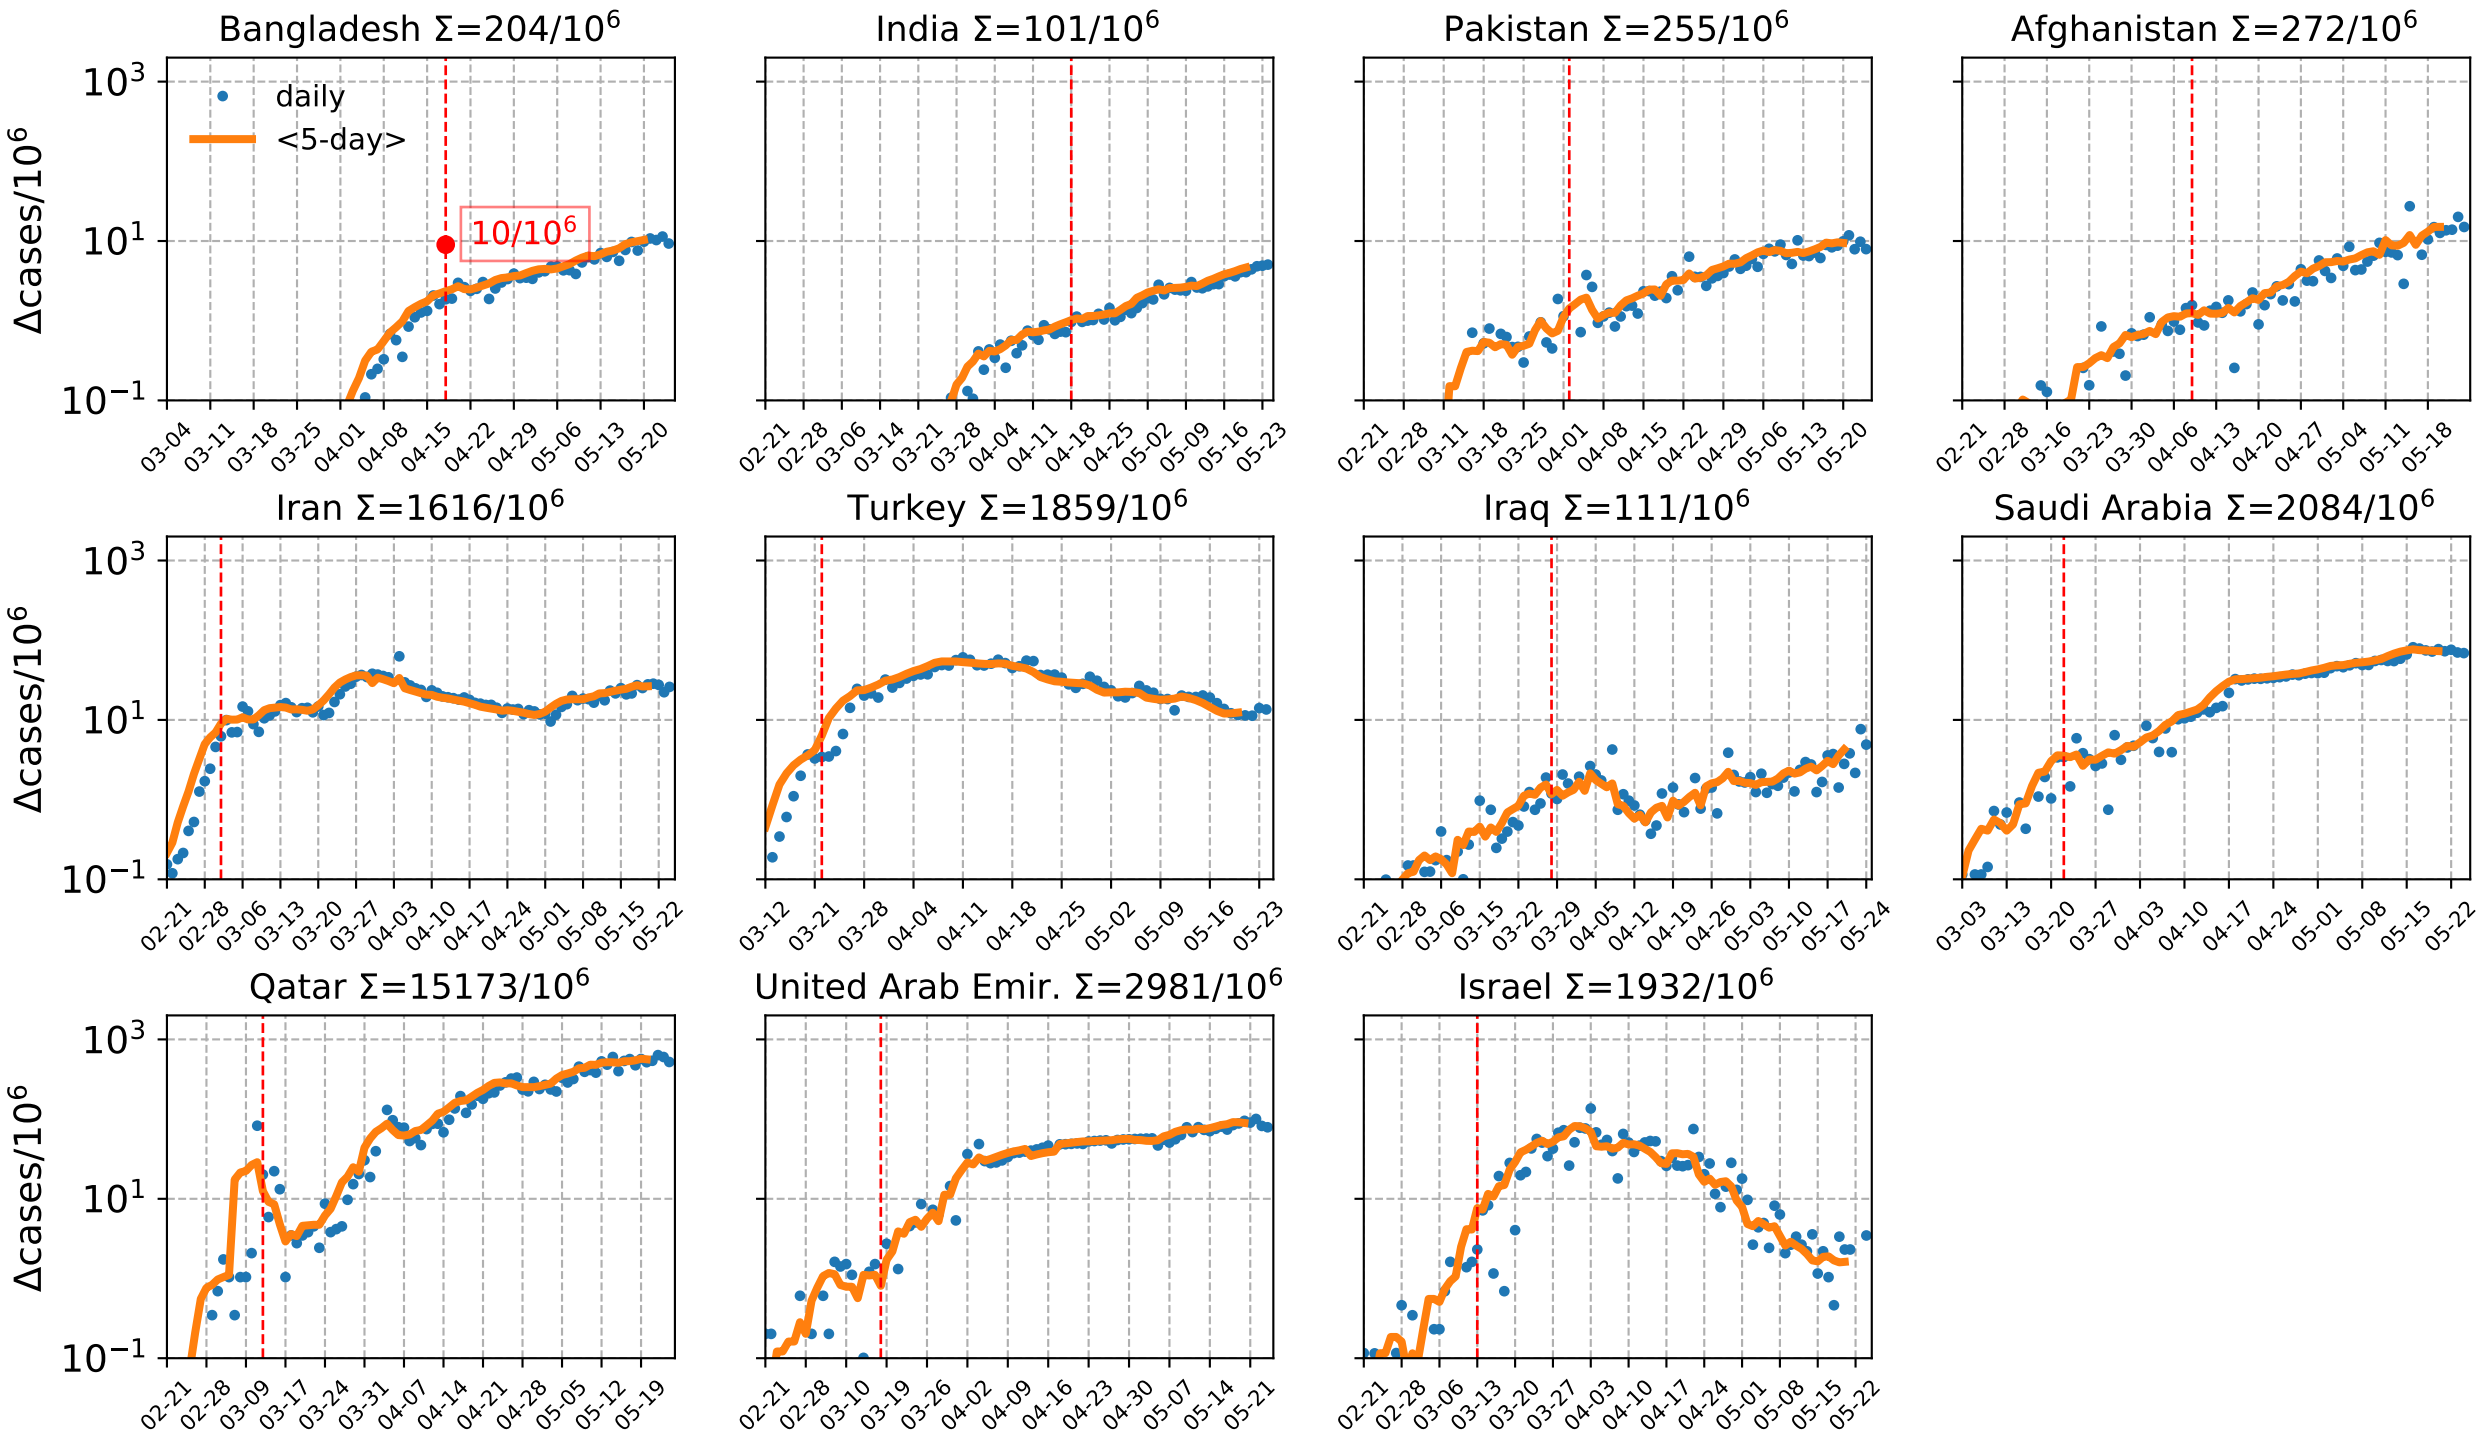 Bangladesh Σ=204/10⁶
India Σ=101/10⁶
Pakistan Σ=255/10⁶
Afghanistan Σ=272/10⁶
Δcases/10⁶
10³
10¹
10⁻¹
daily
<5-day>
10/10⁶
03-04 03-11 03-18 03-25 04-01 04-08 04-15 04-22 04-29 05-06 05-13 05-20
02-21 02-28 03-06 03-14 03-21 03-28 04-04 04-11 04-18 04-25 05-02 05-09 05-16 05-23
02-21 02-28 03-11 03-18 03-25 04-01 04-08 04-15 04-22 04-29 05-06 05-13 05-20
02-21 02-28 03-16 03-23 03-30 04-06 04-13 04-20 04-27 05-04 05-11 05-18
Iran Σ=1616/10⁶
Turkey Σ=1859/10⁶
Iraq Σ=111/10⁶
Saudi Arabia Σ=2084/10⁶
Δcases/10⁶
10³
10¹
10⁻¹
02-21 02-28 03-06 03-13 03-20 03-27 04-03 04-10 04-17 04-24 05-01 05-08 05-15 05-22
03-12 03-21 03-28 04-04 04-11 04-18 04-25 05-02 05-09 05-16 05-23
02-21 02-28 03-06 03-15 03-22 03-29 04-05 04-12 04-19 04-26 05-03 05-10 05-17 05-24
03-03 03-13 03-20 03-27 04-03 04-10 04-17 04-24 05-01 05-08 05-15 05-22
Qatar Σ=15173/10⁶
United Arab Emir. Σ=2981/10⁶
Israel Σ=1932/10⁶
Δcases/10⁶
10³
10¹
10⁻¹
02-21 02-28 03-09 03-17 03-24 03-31 04-07 04-14 04-21 04-28 05-05 05-12 05-19
02-21 02-28 03-10 03-19 03-26 04-02 04-09 04-16 04-23 04-30 05-07 05-14 05-21
02-21 02-28 03-06 03-13 03-20 03-27 04-03 04-10 04-17 04-24 05-01 05-08 05-15 05-22